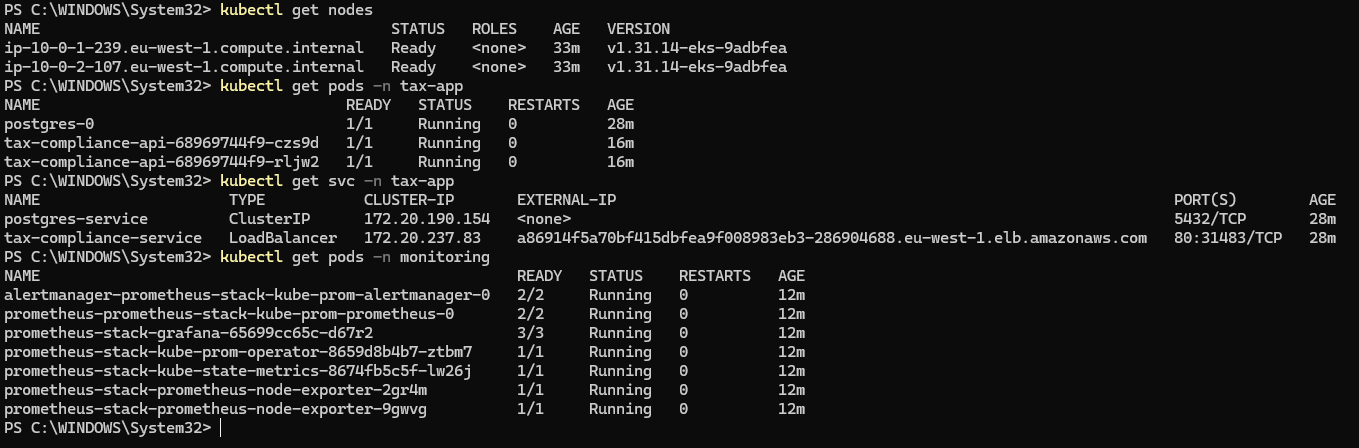 PS C:\WINDOWS\System32> kubectl get nodes
NAME STATUS ROLES AGE VERSION
ip-10-0-1-239.eu-west-1.compute.internal Ready <none> 33m v1.31.14-eks-9adbfea
ip-10-0-2-107.eu-west-1.compute.internal Ready <none> 33m v1.31.14-eks-9adbfea
PS C:\WINDOWS\System32> kubectl get pods -n tax-app
NAME READY STATUS RESTARTS AGE
postgres-0 1/1 Running 0 28m
tax-compliance-api-68969744f9-czs9d 1/1 Running 0 16m
tax-compliance-api-68969744f9-rljw2 1/1 Running 0 16m
PS C:\WINDOWS\System32> kubectl get svc -n tax-app
NAME TYPE CLUSTER-IP EXTERNAL-IP PORT(S) AGE
postgres-service ClusterIP 172.20.190.154 <none> 5432/TCP 28m
tax-compliance-service LoadBalancer 172.20.237.83 a86914f5a70bf415dbfea9f008983eb3-286904688.eu-west-1.elb.amazonaws.com 80:31483/TCP 28m
PS C:\WINDOWS\System32> kubectl get pods -n monitoring
NAME READY STATUS RESTARTS AGE
alertmanager-prometheus-stack-kube-prom-alertmanager-0 2/2 Running 0 12m
prometheus-prometheus-stack-kube-prom-prometheus-0 2/2 Running 0 12m
prometheus-stack-grafana-65699cc65c-d67r2 3/3 Running 0 12m
prometheus-stack-kube-prom-operator-8659d8b4b7-ztbm7 1/1 Running 0 12m
prometheus-stack-kube-state-metrics-8674fb5c5f-lw26j 1/1 Running 0 12m
prometheus-stack-prometheus-node-exporter-2gr4m 1/1 Running 0 12m
prometheus-stack-prometheus-node-exporter-9gwvg 1/1 Running 0 12m
PS C:\WINDOWS\System32>